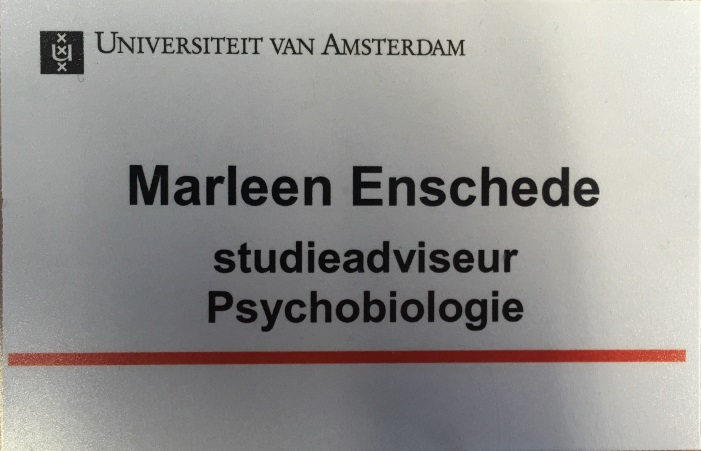 UNIVERSITEIT VAN AMSTERDAM
Marleen Enschede
studieadviseur
Psychobiologie